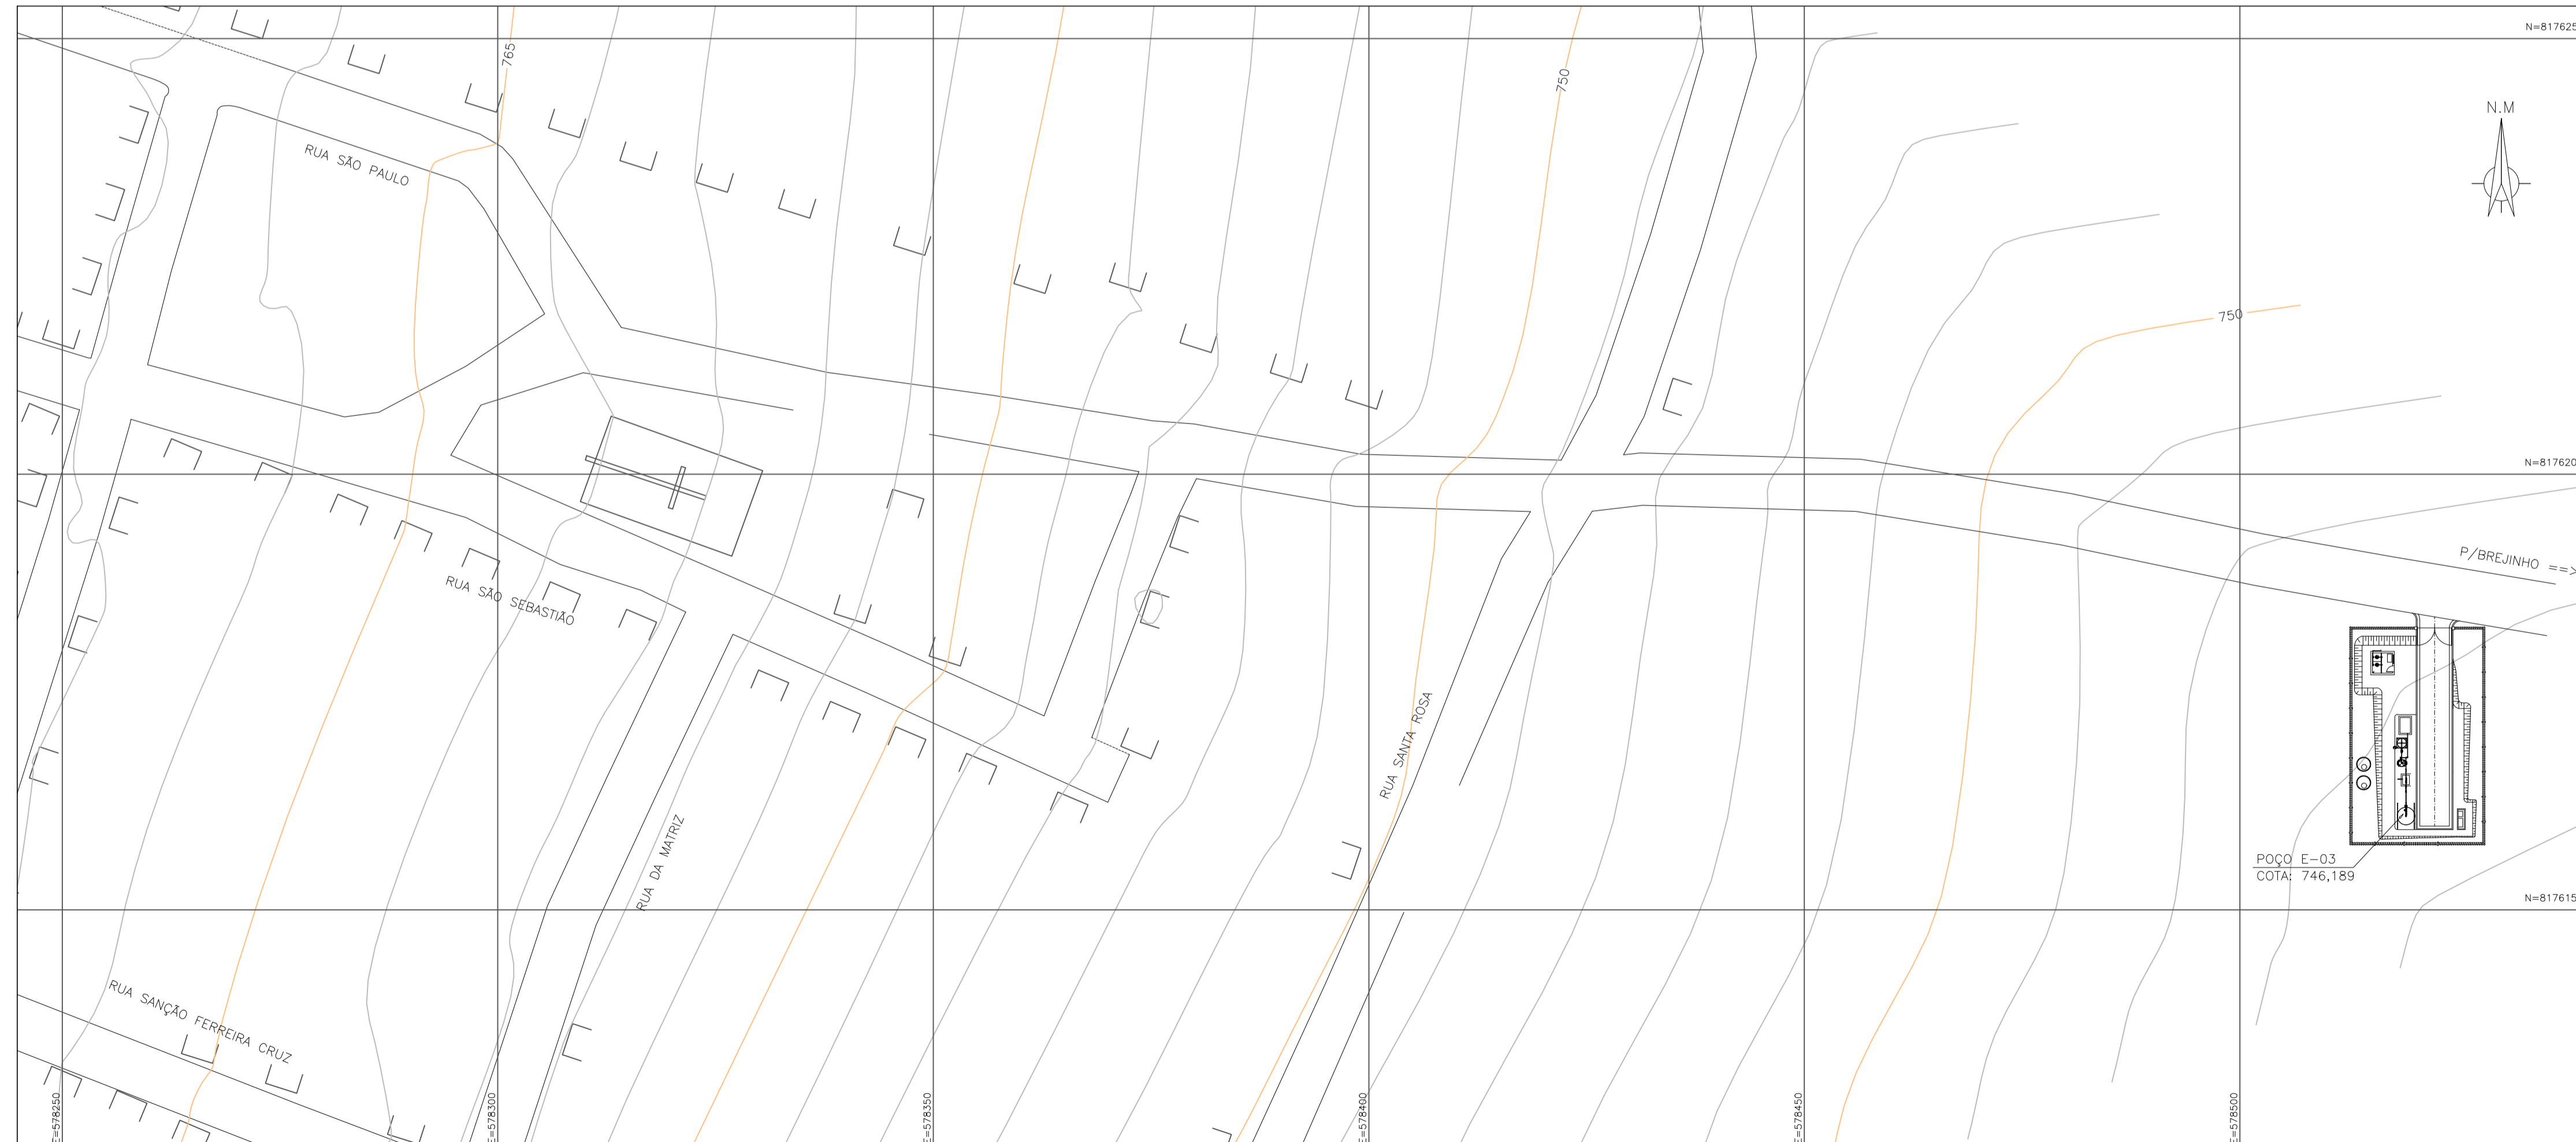 N=817625
765
750
N.M
RUA SÃO PAULO
750
N=817620
P/BREJINHO ==>
RUA SÃO SEBASTIÃO
RUA SANTA ROSA
RUA DA MATRIZ
POÇO E-03
COTA: 746,189
N=817615
RUA SANÇÃO FERREIRA CRUZ
E=578250
E=578300
E=578350
E=578400
E=578450
E=578500